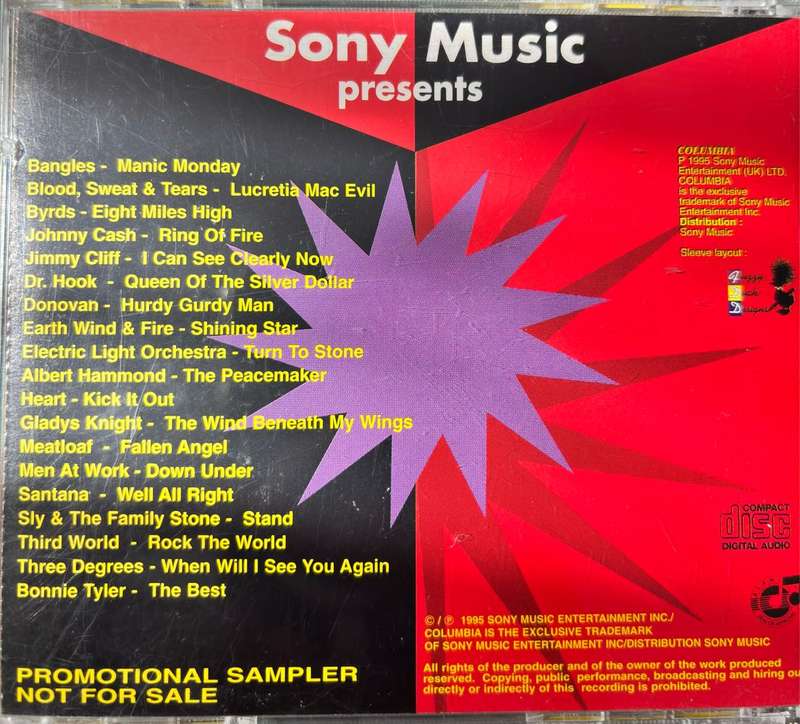 Sony Music
presents
Bangles - Manic Monday
Blood, Sweat & Tears - Lucretia Mac Evil
Byrds - Eight Miles High
Johnny Cash - Ring Of Fire
Jimmy Cliff - I Can See Clearly Now
Dr. Hook - Queen Of The Silver Dollar
Donovan - Hurdy Gurdy Man
Earth Wind & Fire - Shining Star
Electric Light Orchestra - Turn To Stone
Albert Hammond - The Peacemaker
Heart - Kick It Out
Gladys Knight - The Wind Beneath My Wings
Meatloaf - Fallen Angel
Men At Work - Down Under
Santana - Well All Right
Sly & The Family Stone - Stand
Third World - Rock The World
Three Degrees - When Will I See You Again
Bonnie Tyler - The Best
PROMOTIONAL SAMPLER
NOT FOR SALE
COLUMBIA
P 1995 Sony Music
Entertainment (UK) LTD.
COLUMBIA
is the exclusive
trademark of Sony Music
Entertainment Inc.
Distribution :
Sony Music
Sleeve layout :
Designs
COMPACT
disc
DIGITAL AUDIO
© / ℗ 1995 SONY MUSIC ENTERTAINMENT INC./
COLUMBIA IS THE EXCLUSIVE TRADEMARK
OF SONY MUSIC ENTERTAINMENT INC/DISTRIBUTION SONY MUSIC
All rights of the producer and of the owner of the work produced
reserved. Copying, public performance, broadcasting and hiring ou
directly or indirectly of this recording is prohibited.